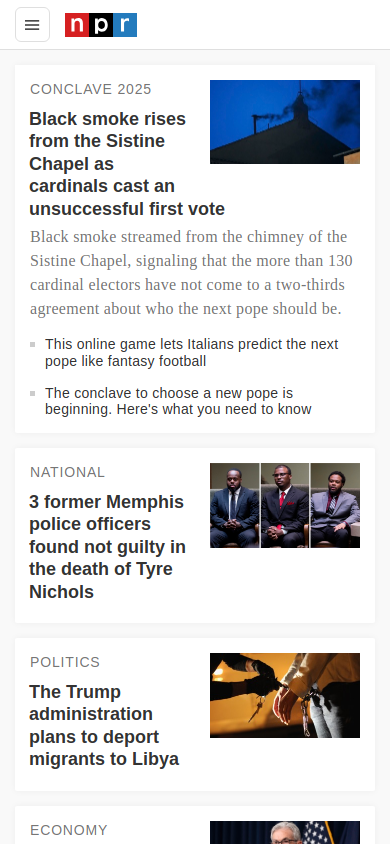 npr
CONCLAVE 2025
Black smoke rises
from the Sistine
Chapel as
cardinals cast an
unsuccessful first vote
Black smoke streamed from the chimney of the
Sistine Chapel, signaling that the more than 130
cardinal electors have not come to a two-thirds
agreement about who the next pope should be.
This online game lets Italians predict the next
pope like fantasy football
The conclave to choose a new pope is
beginning. Here's what you need to know
NATIONAL
3 former Memphis
police officers
found not guilty in
the death of Tyre
Nichols
POLITICS
The Trump
administration
plans to deport
migrants to Libya
ECONOMY